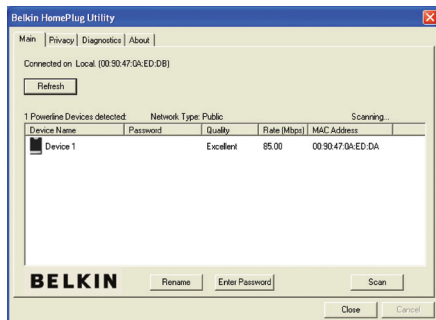 Belkin HomePlug Utility
Main Privacy Diagnostics About
Connected on Local. (00:90:47:0A:ED:DB)
Refresh
1 Powerline Devices detected: Network Type: Public Scanning...
Device Name Password Quality Rate (Mbps) MAC Address
Device 1 Excellent 85.00 00:90:47:0A:ED:DA
BELKIN Rename Enter Password Scan
Close Cancel